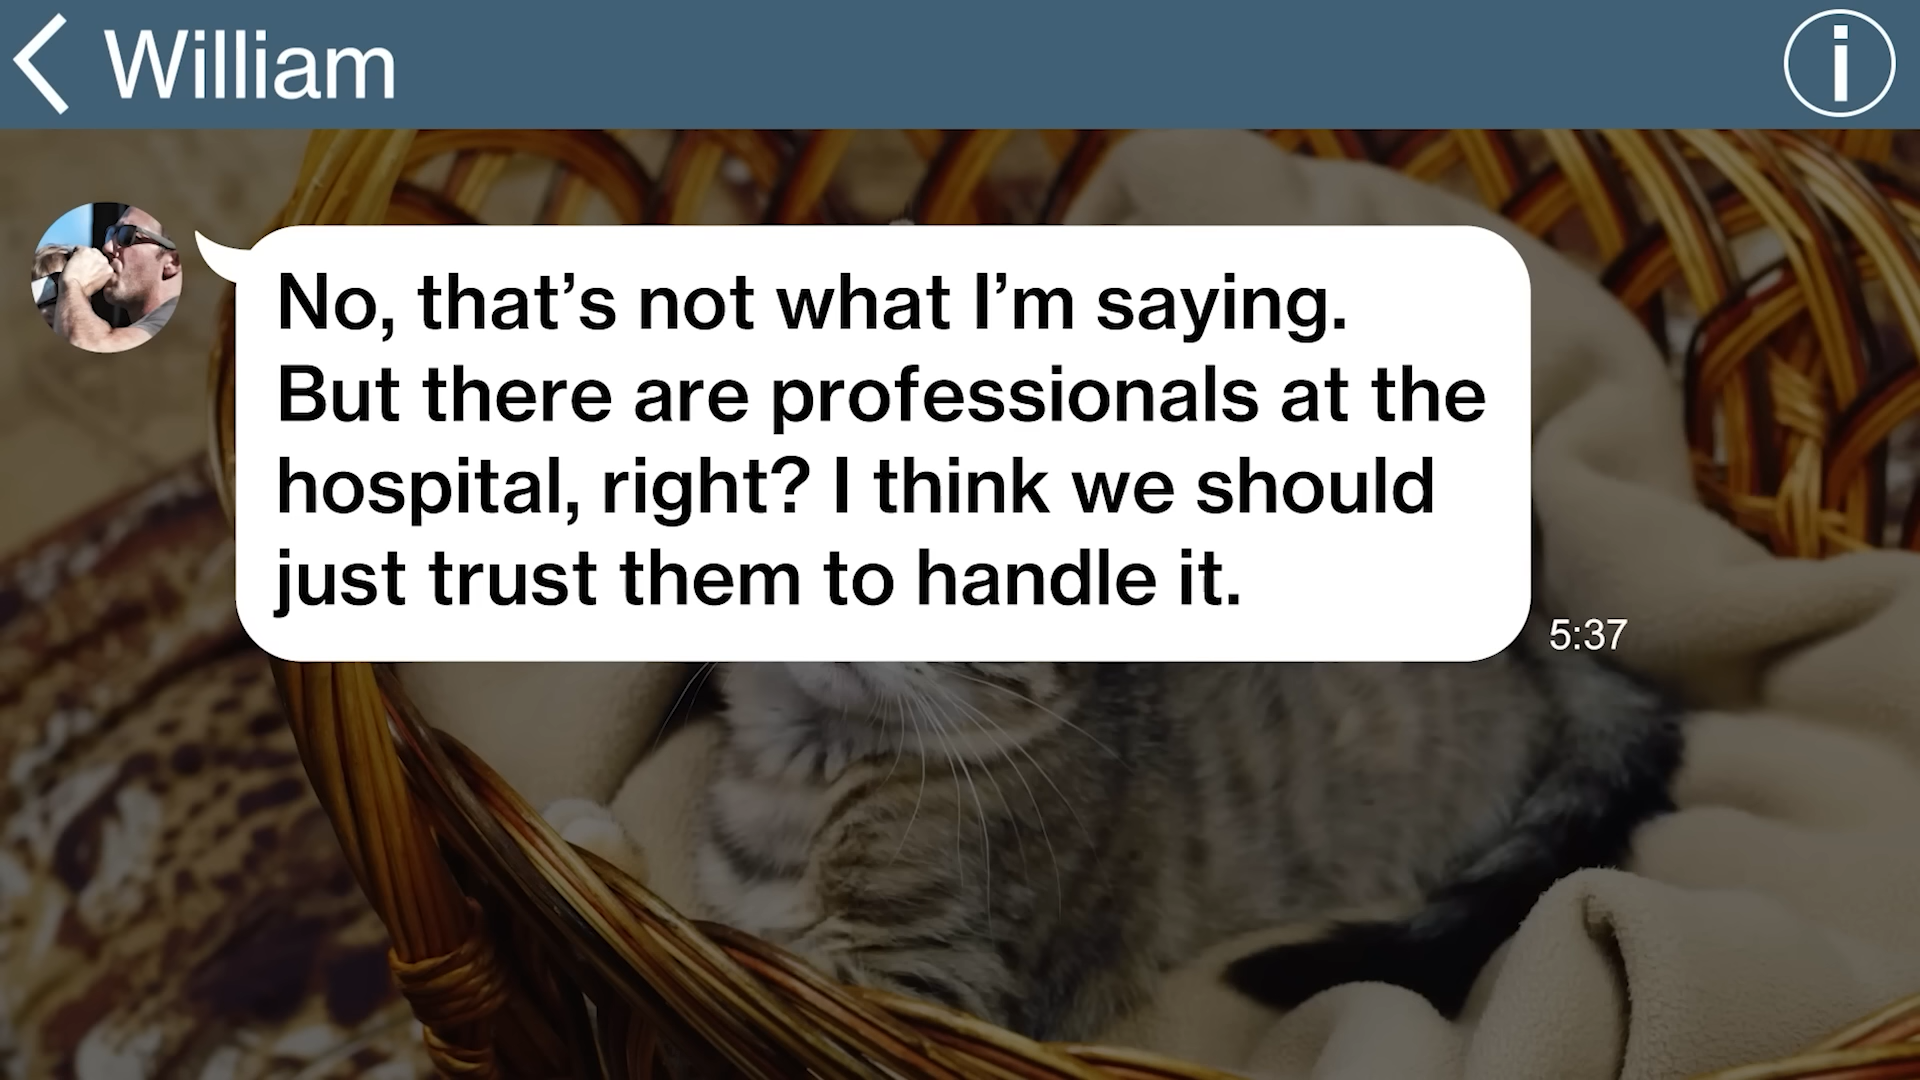 William
No, that’s not what I’m saying.
But there are professionals at the
hospital, right? I think we should
just trust them to handle it.
5:37